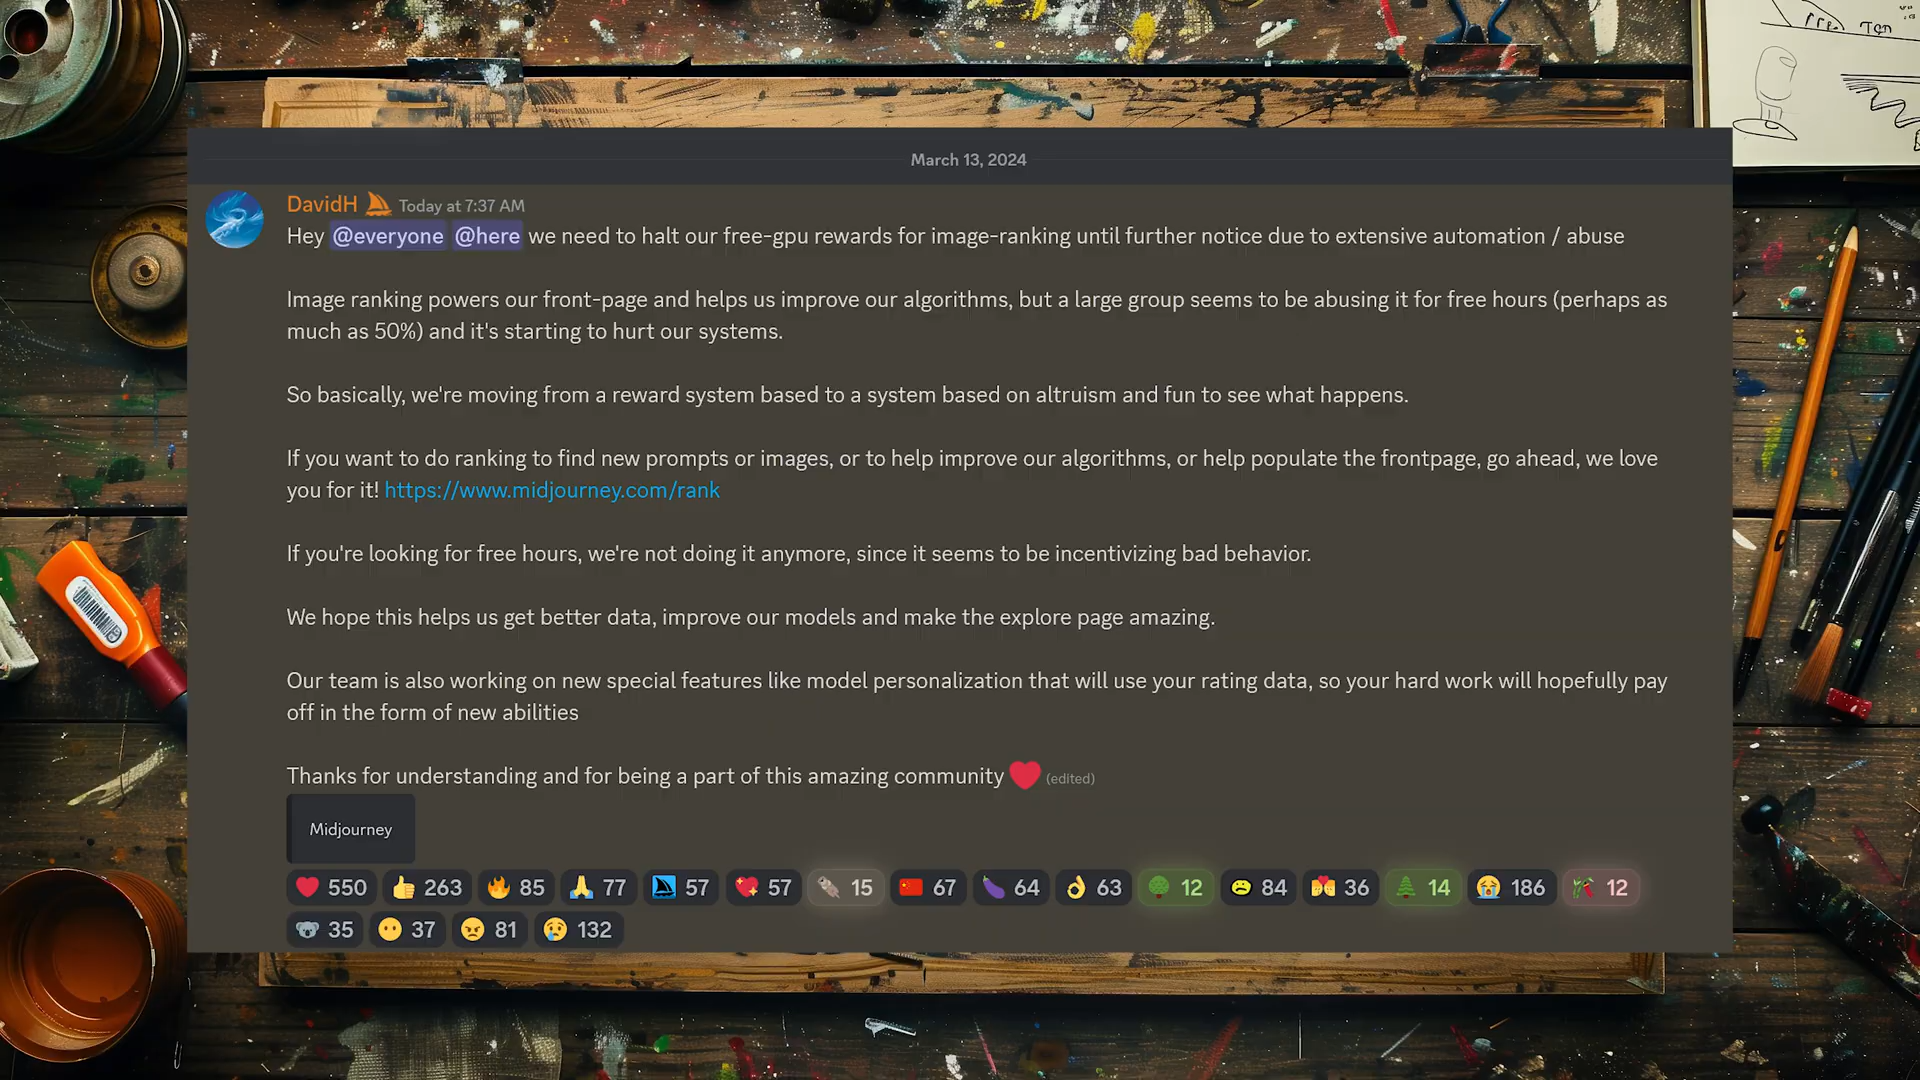 March 13, 2024
DavidH Today at 7:37 AM
Hey @everyone @here we need to halt our free-gpu rewards for image-ranking until further notice due to extensive automation / abuse
Image ranking powers our front-page and helps us improve our algorithms, but a large group seems to be abusing it for free hours (perhaps as
much as 50%) and it's starting to hurt our systems.
So basically, we're moving from a reward system based to a system based on altruism and fun to see what happens.
If you want to do ranking to find new prompts or images, or to help improve our algorithms, or help populate the frontpage, go ahead, we love
you for it! https://www.midjourney.com/rank
If you're looking for free hours, we're not doing it anymore, since it seems to be incentivizing bad behavior.
We hope this helps us get better data, improve our models and make the explore page amazing.
Our team is also working on new special features like model personalization that will use your rating data, so your hard work will hopefully pay
off in the form of new abilities
Thanks for understanding and for being a part of this amazing community ❤️ (edited)
Midjourney
550 263 85 77 57 57 15 67 64 63 12 84 36 14 186 12
35 37 81 132